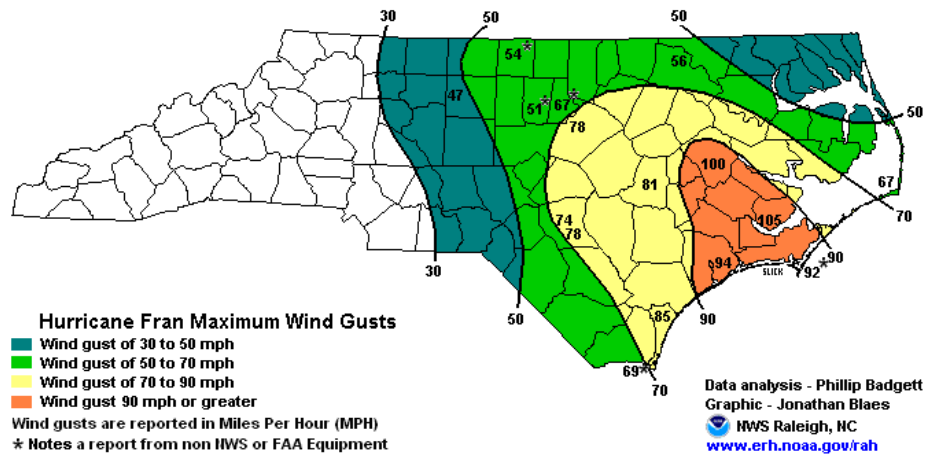 30
50
50
54 *
56
47
51 *
67 *
78
50
100
81
67
74
78
105
70
94
92 *
90
SLICK
30
50
85
90
69 *
70
Hurricane Fran Maximum Wind Gusts
Wind gust of 30 to 50 mph
Wind gust of 50 to 70 mph
Wind gust of 70 to 90 mph
Wind gust 90 mph or greater
Wind gusts are reported in Miles Per Hour (MPH)
* Notes a report from non NWS or FAA Equipment
Data analysis - Phillip Badgett
Graphic - Jonathan Blaes
NWS Raleigh, NC
www.erh.noaa.gov/rah